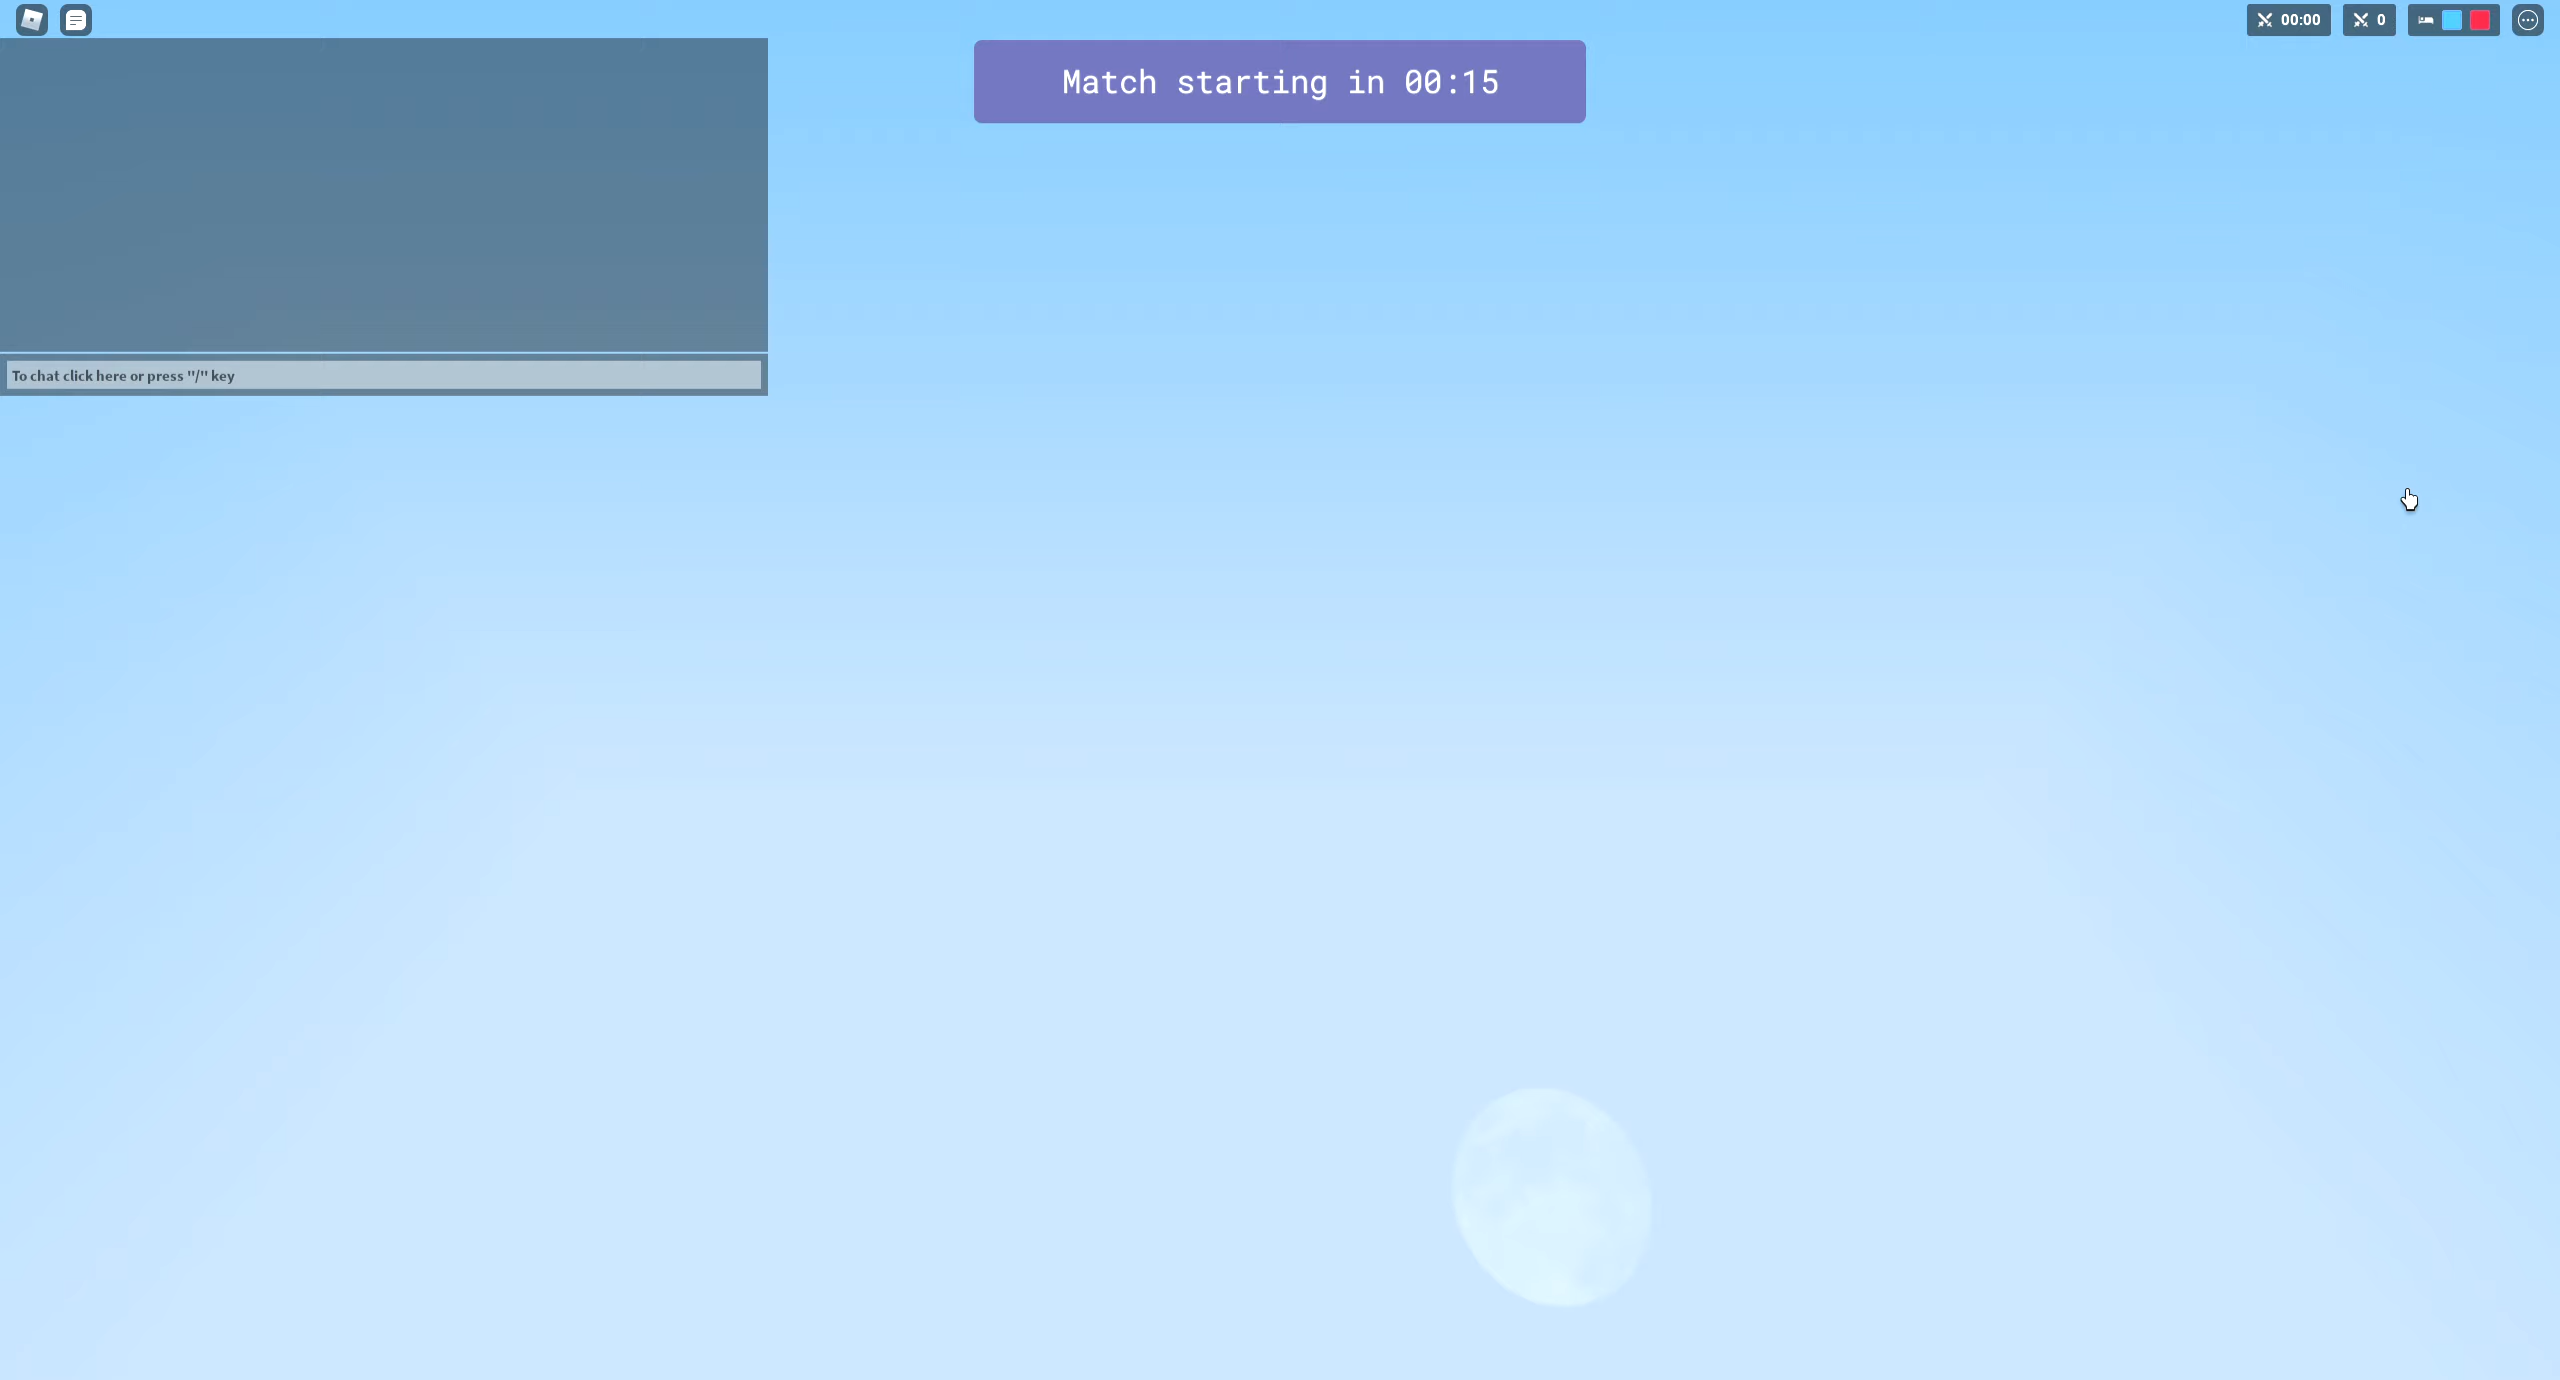 00:00
0
Match starting in 00:15
To chat click here or press "/" key